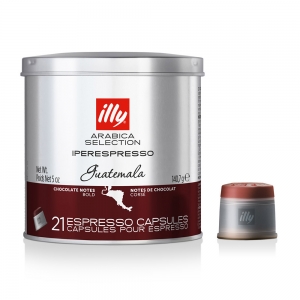 illy
ARABICA
SELECTION
IPERESPRESSO
Guatemala
CHOCOLATE NOTES
BOLD
NOTES DE CHOCOLAT
CORSÉ
21 ESPRESSO CAPSULES
CAPSULES POUR ESPRESSO
Net Wt.
Poids Net 5 oz
140,7 g
illy